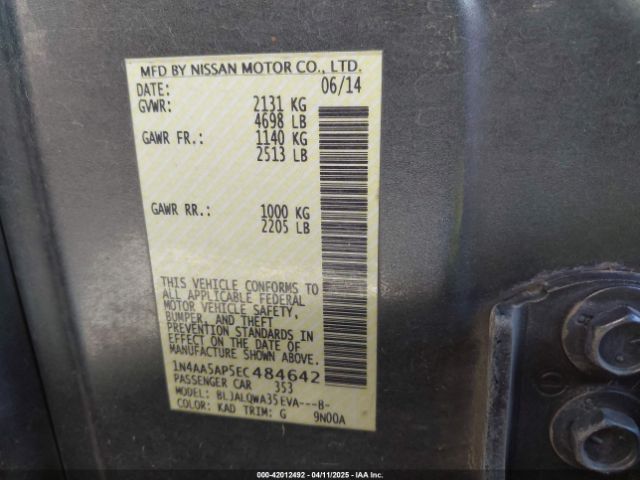 MFD BY NISSAN MOTOR CO., LTD.
DATE: 06/14
GVWR: 2131 KG
4698 LB
GAWR FR.: 1140 KG
2513 LB
GAWR RR.: 1000 KG
2205 LB
THIS VEHICLE CONFORMS TO
ALL APPLICABLE FEDERAL
MOTOR VEHICLE SAFETY,
BUMPER, AND THEFT
PREVENTION STANDARDS IN
EFFECT ON THE DATE OF
MANUFACTURE SHOWN ABOVE.
1N4AA5AP5EC484642
PASSENGER CAR 353
MODEL: BLJALQWA35EVA---B-
COLOR: KAD TRIM: G 9N00A
000-42012492 - 04/11/2025 - IAA Inc.